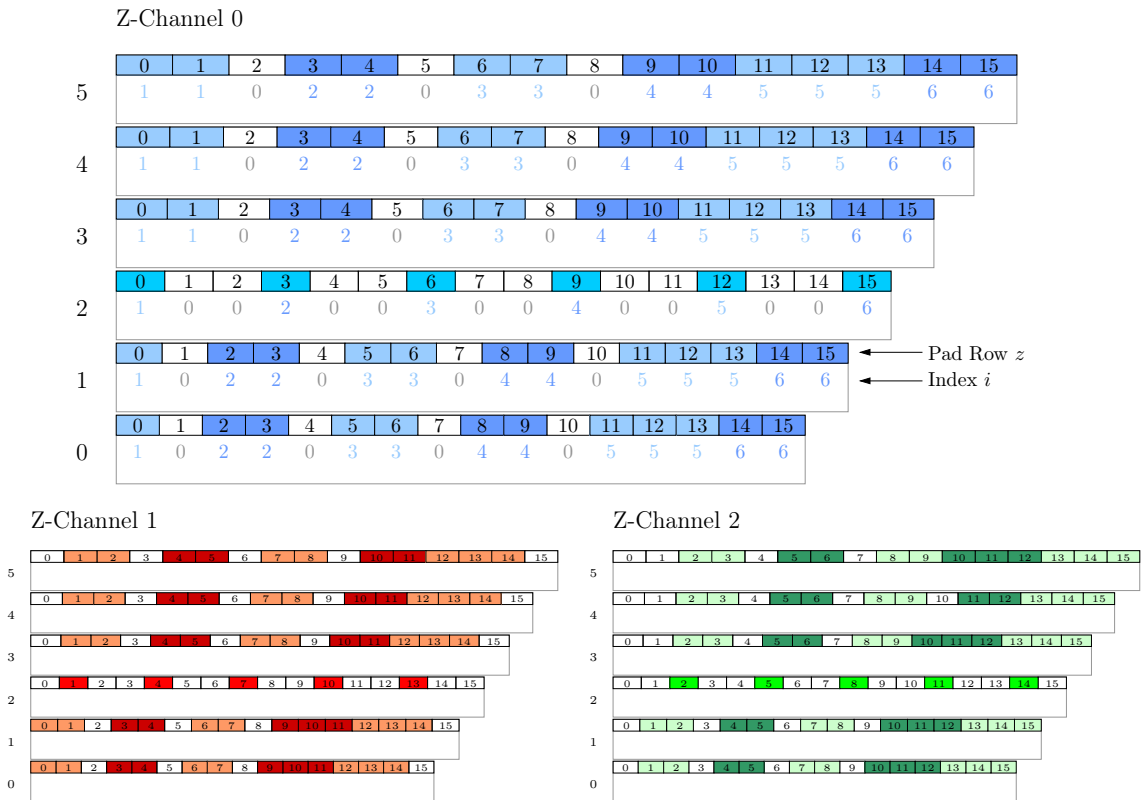 Z-Channel 0
0 1 2 3 4 5 6 7 8 9 10 11 12 13 14 15
5 1 1 0 2 2 0 3 3 0 4 4 5 5 5 6 6
0 1 2 3 4 5 6 7 8 9 10 11 12 13 14 15
4 1 1 0 2 2 0 3 3 0 4 4 5 5 5 6 6
0 1 2 3 4 5 6 7 8 9 10 11 12 13 14 15
3 1 1 0 2 2 0 3 3 0 4 4 5 5 5 6 6
0 1 2 3 4 5 6 7 8 9 10 11 12 13 14 15
2 1 0 0 2 0 0 3 0 0 4 0 0 5 0 0 6
0 1 2 3 4 5 6 7 8 9 10 11 12 13 14 15 Pad Row z
1 1 0 2 2 0 3 3 0 4 4 0 5 5 5 6 6 Index i
0 1 2 3 4 5 6 7 8 9 10 11 12 13 14 15
0 1 0 2 2 0 3 3 0 4 4 0 5 5 5 6 6
Z-Channel 1
0 1 2 3 4 5 6 7 8 9 10 11 12 13 14 15
5
0 1 2 3 4 5 6 7 8 9 10 11 12 13 14 15
4
0 1 2 3 4 5 6 7 8 9 10 11 12 13 14 15
3
0 1 2 3 4 5 6 7 8 9 10 11 12 13 14 15
2
0 1 2 3 4 5 6 7 8 9 10 11 12 13 14 15
1
0 1 2 3 4 5 6 7 8 9 10 11 12 13 14 15
0
Z-Channel 2
0 1 2 3 4 5 6 7 8 9 10 11 12 13 14 15
5
0 1 2 3 4 5 6 7 8 9 10 11 12 13 14 15
4
0 1 2 3 4 5 6 7 8 9 10 11 12 13 14 15
3
0 1 2 3 4 5 6 7 8 9 10 11 12 13 14 15
2
0 1 2 3 4 5 6 7 8 9 10 11 12 13 14 15
1
0 1 2 3 4 5 6 7 8 9 10 11 12 13 14 15
0